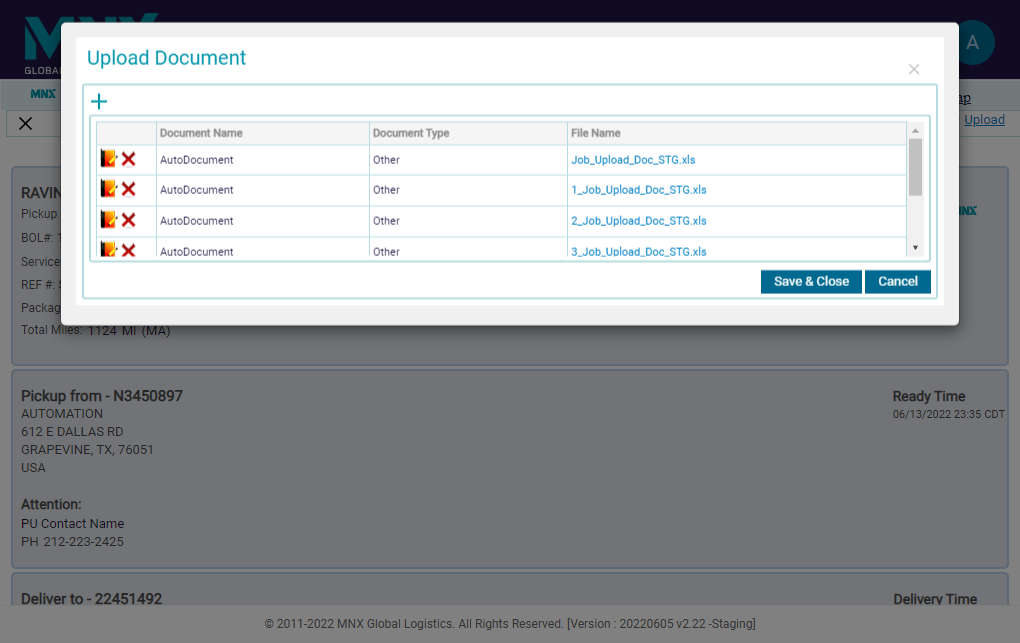 Upload Document
A
GLOBAL
MNX
Upload
Document Name Document Type File Name
AutoDocument Other Job_Upload_Doc_STG.xls
AutoDocument Other 1_Job_Upload_Doc_STG.xls
AutoDocument Other 2_Job_Upload_Doc_STG.xls
AutoDocument Other 3_Job_Upload_Doc_STG.xls
Save & Close Cancel
RAVIN
Pickup
MNX
BOL#: 1
Service
REF #:
Packag
Total Miles: 1124 MI (MA)
Pickup from - N3450897
Ready Time
AUTOMATION
06/13/2022 23:35 CDT
612 E DALLAS RD
GRAPEVINE, TX, 76051
USA
Attention:
PU Contact Name
PH 212-223-2425
Deliver to - 22451492
Delivery Time
© 2011-2022 MNX Global Logistics. All Rights Reserved. [Version : 20220605 v2.22 -Staging]